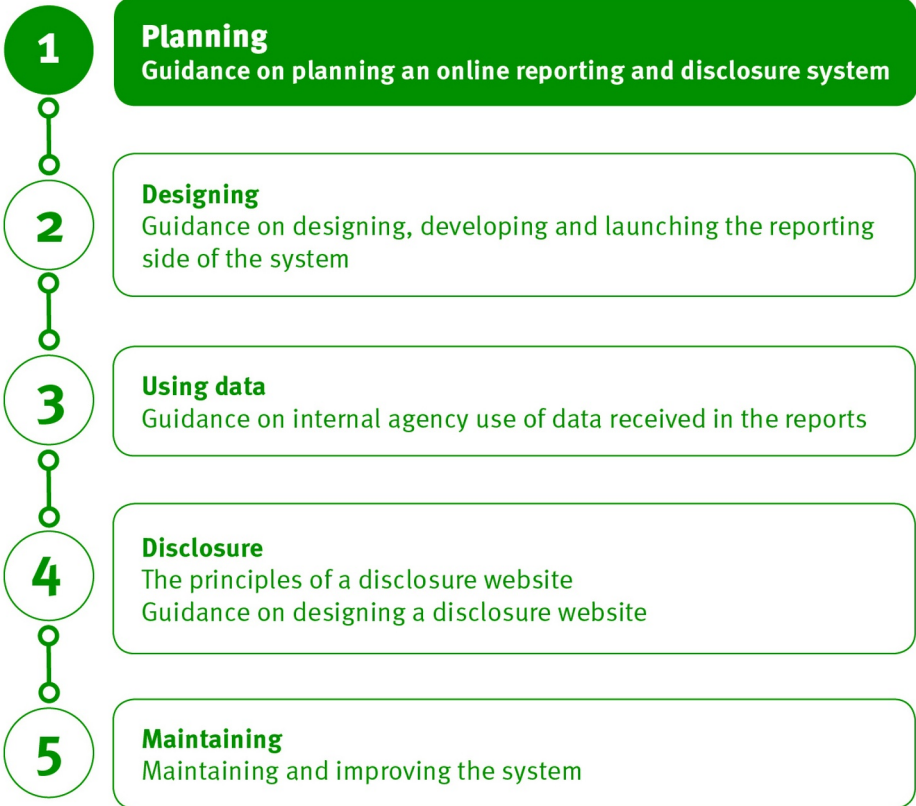 1
Planning
Guidance on planning an online reporting and disclosure system
2
Designing
Guidance on designing, developing and launching the reporting
side of the system
3
Using data
Guidance on internal agency use of data received in the reports
4
Disclosure
The principles of a disclosure website
Guidance on designing a disclosure website
5
Maintaining
Maintaining and improving the system